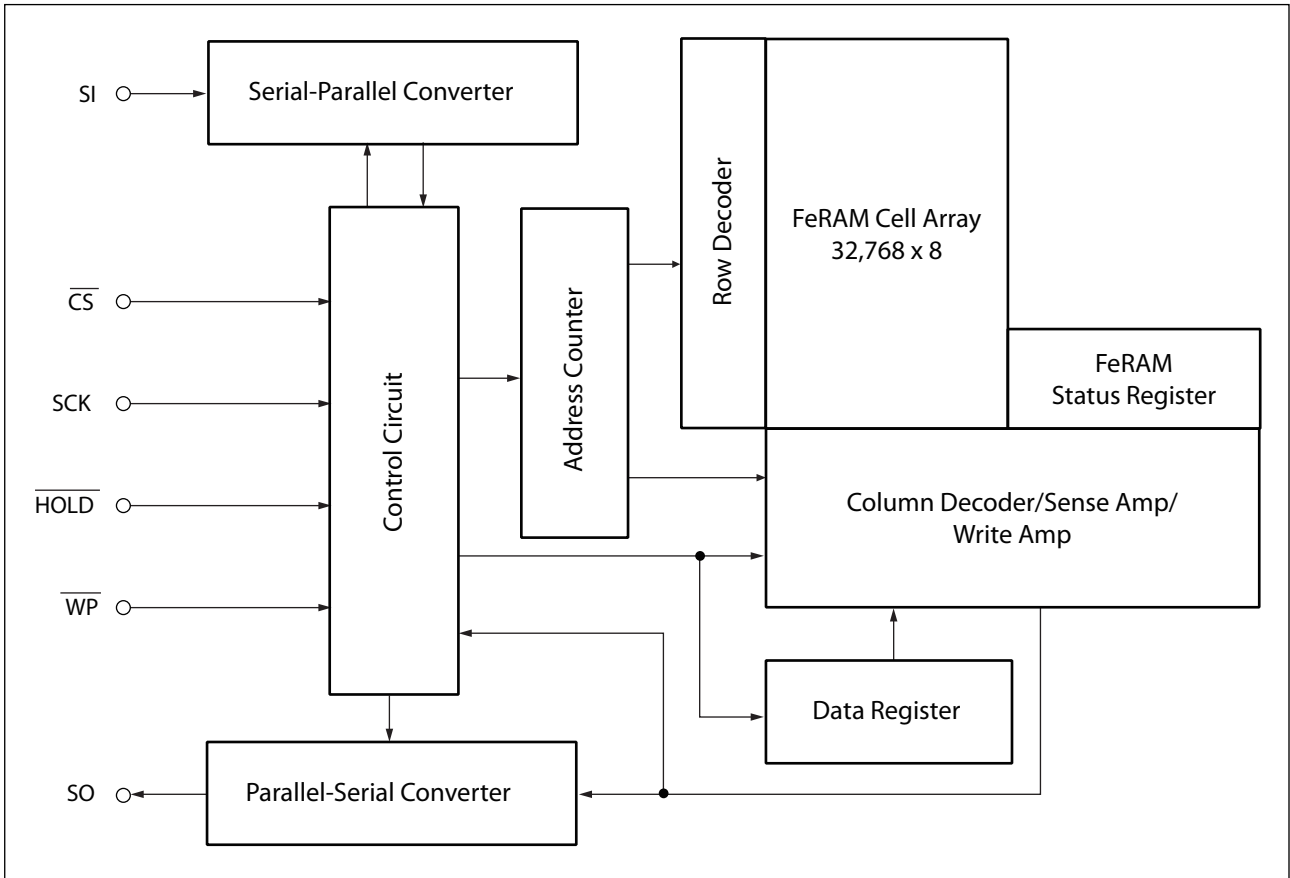 SI
Serial-Parallel Converter
CS
SCK
HOLD
WP
SO
Control Circuit
Address Counter
Row Decoder
FeRAM Cell Array
32,768 x 8
FeRAM
Status Register
Column Decoder/Sense Amp/
Write Amp
Data Register
Parallel-Serial Converter